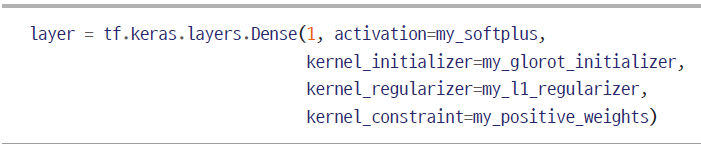 layer = tf.keras.layers.Dense(1, activation=my_softplus,
                              kernel_initializer=my_glorot_initializer,
                              kernel_regularizer=my_l1_regularizer,
                              kernel_constraint=my_positive_weights)